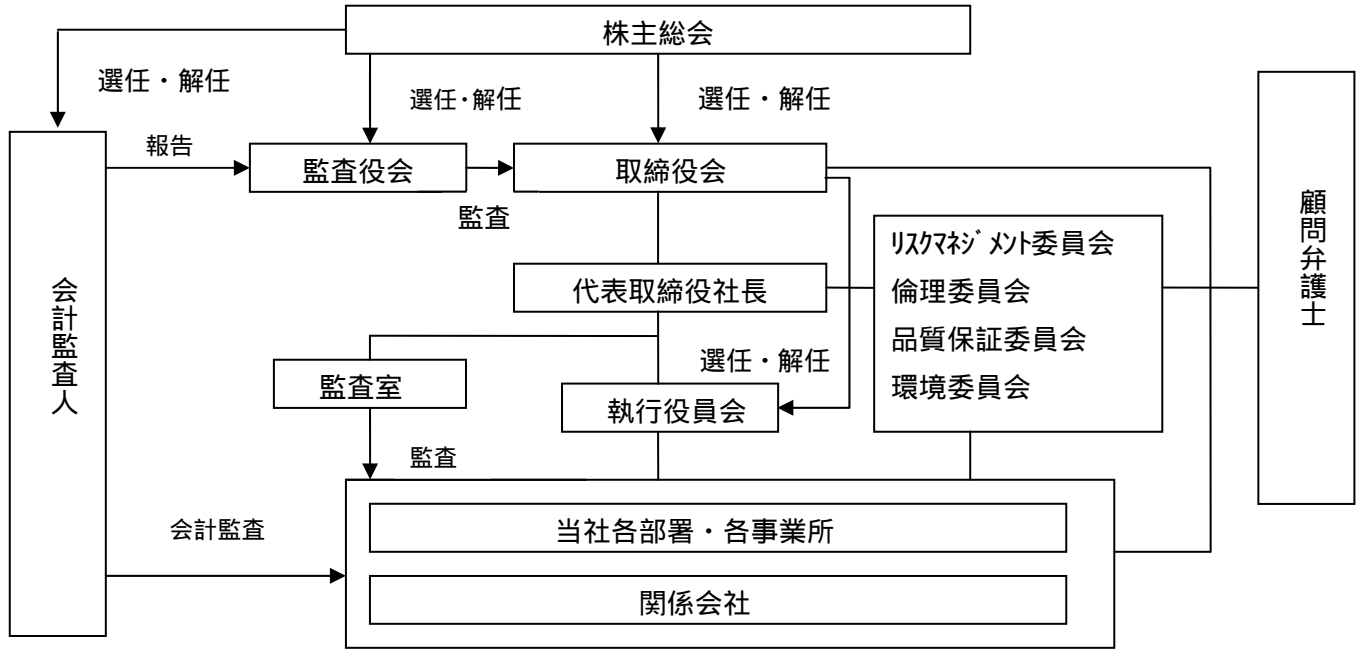 株主総会
選任・解任
選任・解任
選任・解任
報告
監査役会
取締役会
監査
会計監査人
顧問弁護士
ﾘｽｸﾏﾈｼﾞﾒﾝﾄ委員会
倫理委員会
品質保証委員会
環境委員会
代表取締役社長
選任・解任
監査室
執行役員会
監査
会計監査
当社各部署・各事業所
関係会社